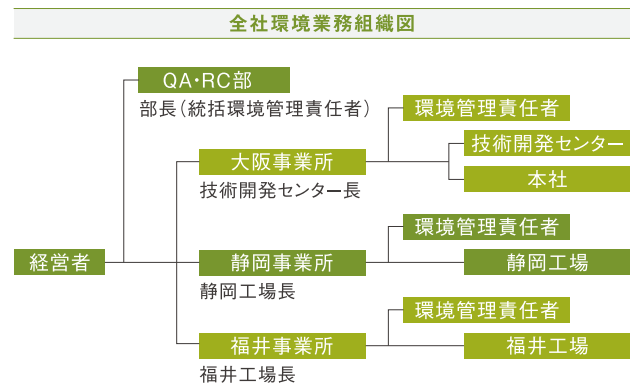 全社環境業務組織図
QA・RC部
部長（統括環境管理責任者）
環境管理責任者
大阪事業所
技術開発センター長
技術開発センター
本社
環境管理責任者
経営者
静岡事業所
静岡工場長
静岡工場
環境管理責任者
福井事業所
福井工場長
福井工場